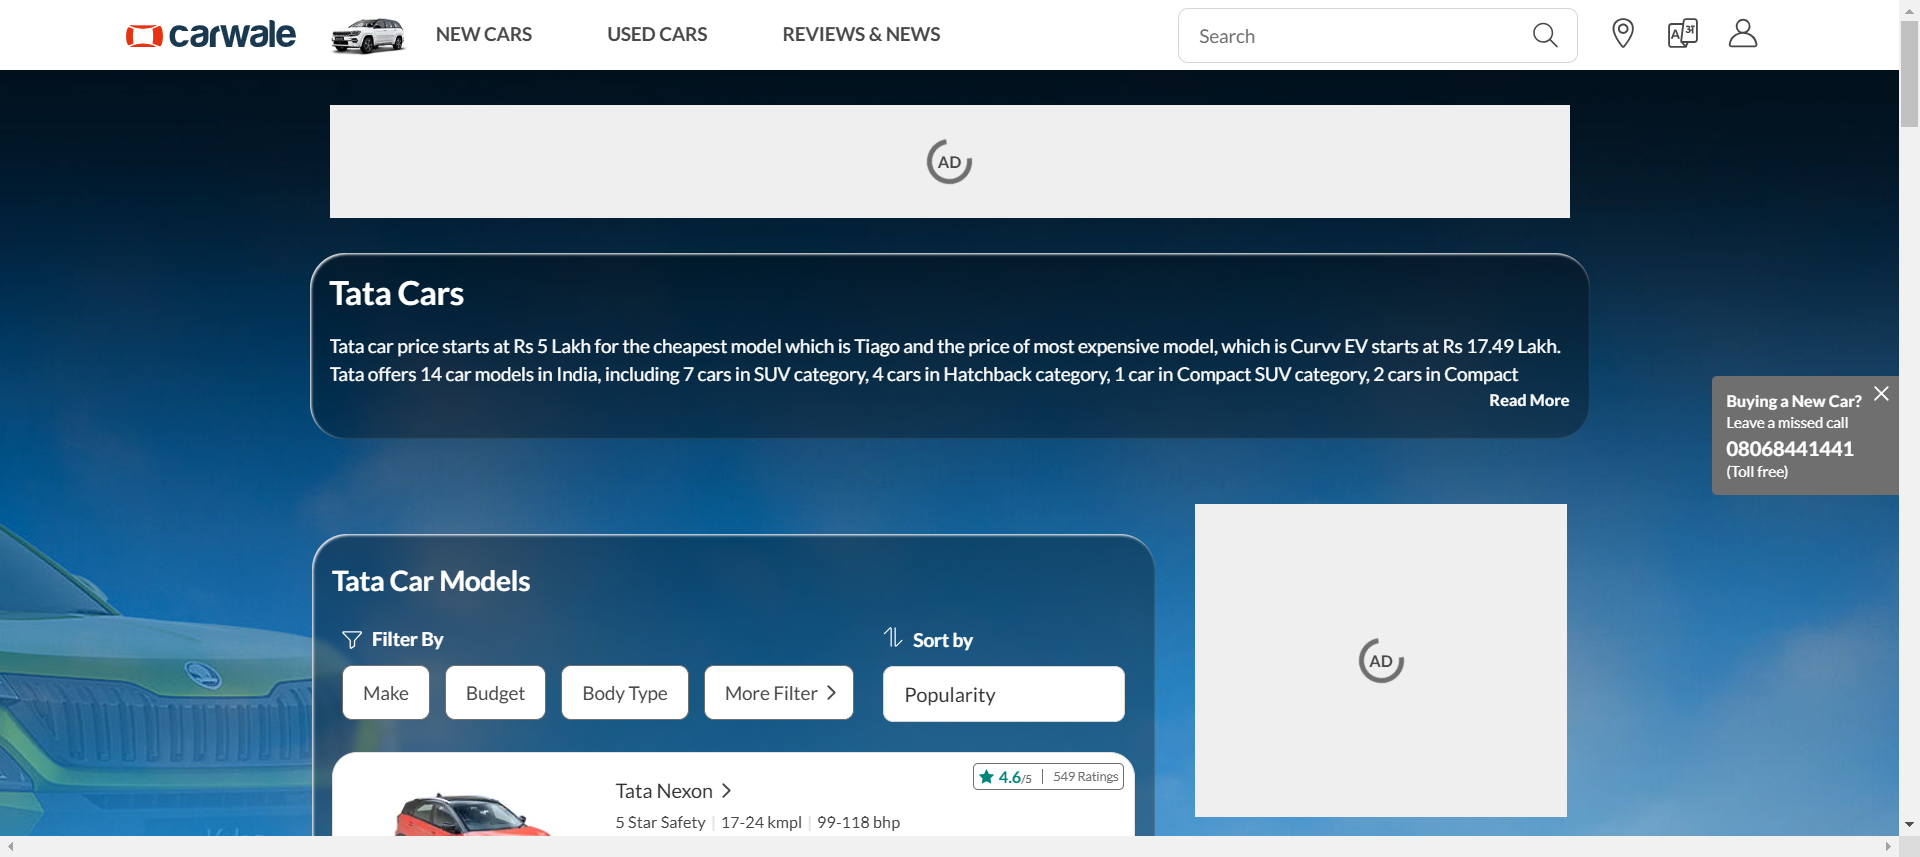 carwale
NEW CARS
USED CARS
REVIEWS & NEWS
Search
A अ
AD
Tata Cars
Tata car price starts at Rs 5 Lakh for the cheapest model which is Tiago and the price of most expensive model, which is Curvv EV starts at Rs 17.49 Lakh.
Tata offers 14 car models in India, including 7 cars in SUV category, 4 cars in Hatchback category, 1 car in Compact SUV category, 2 cars in Compact
Read More
Buying a New Car?
Leave a missed call
08068441441
(Toll free)
Tata Car Models
Filter By
Sort by
Make
Budget
Body Type
More Filter
Popularity
AD
Tata Nexon
4.6/5 | 549 Ratings
5 Star Safety | 17-24 kmpl | 99-118 bhp